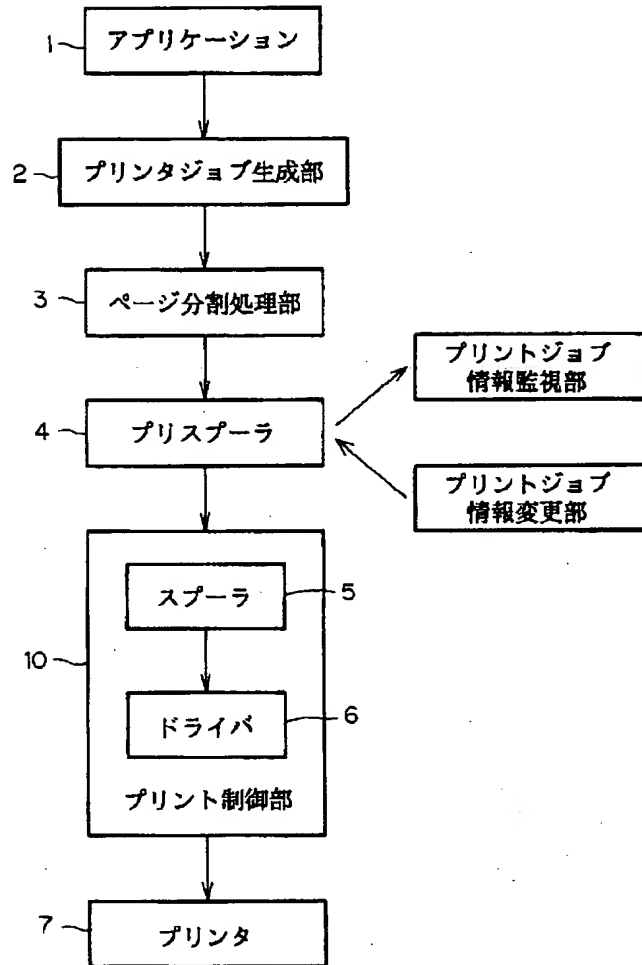 1
アプリケーション
2
プリンタジョブ生成部
3
ページ分割処理部
プリントジョブ
情報監視部
4
プリスプーラ
プリントジョブ
情報変更部
スプーラ
5
10
ドライバ
6
プリント制御部
7
プリンタ